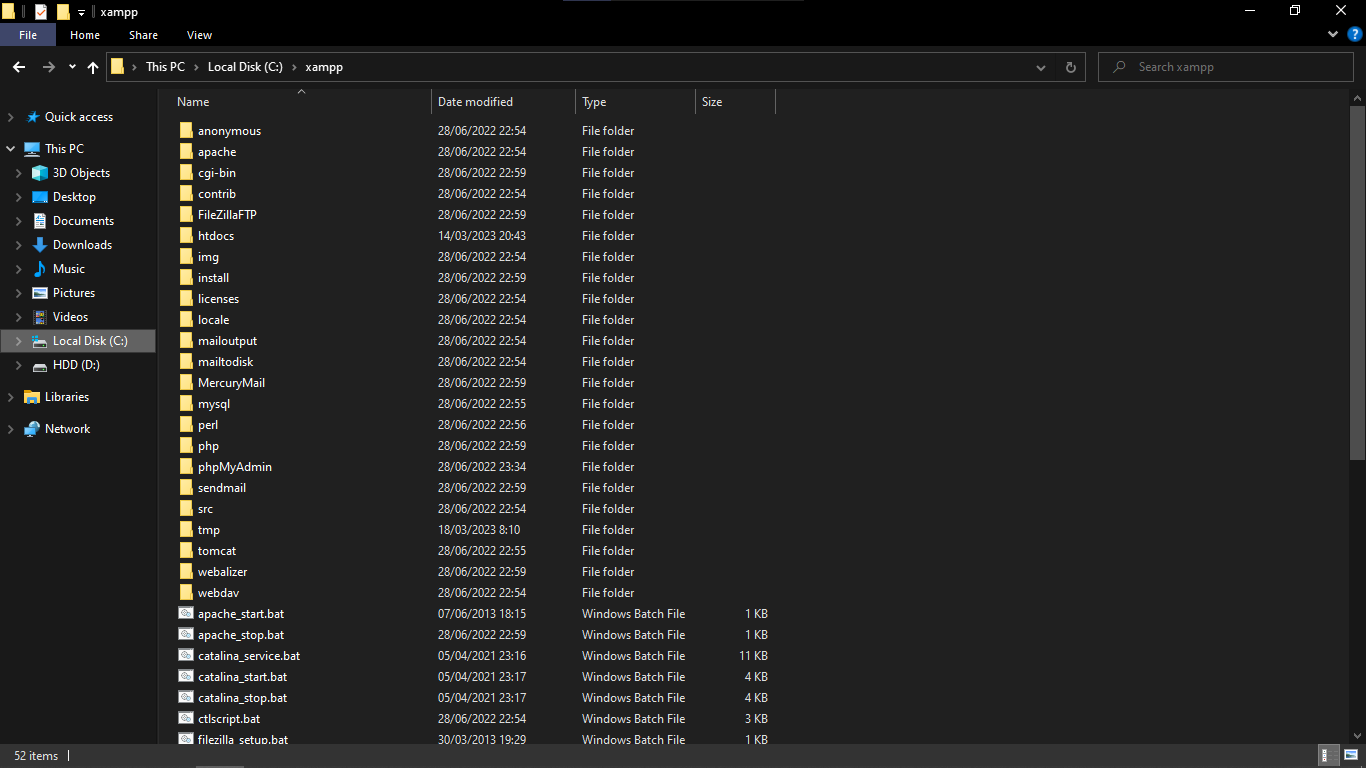 xampp
File Home Share View
This PC Local Disk (C:) xampp Search xampp
Name Date modified Type Size
Quick access
This PC
3D Objects
Desktop
Documents
Downloads
Music
Pictures
Videos
Local Disk (C:)
HDD (D:)
Libraries
Network
anonymous 28/06/2022 22:54 File folder
apache 28/06/2022 22:54 File folder
cgi-bin 28/06/2022 22:59 File folder
contrib 28/06/2022 22:54 File folder
FileZillaFTP 28/06/2022 22:59 File folder
htdocs 14/03/2023 20:43 File folder
img 28/06/2022 22:54 File folder
install 28/06/2022 22:59 File folder
licenses 28/06/2022 22:54 File folder
locale 28/06/2022 22:54 File folder
mailoutput 28/06/2022 22:54 File folder
mailtodisk 28/06/2022 22:54 File folder
MercuryMail 28/06/2022 22:59 File folder
mysql 28/06/2022 22:55 File folder
perl 28/06/2022 22:56 File folder
php 28/06/2022 22:59 File folder
phpMyAdmin 28/06/2022 23:34 File folder
sendmail 28/06/2022 22:59 File folder
src 28/06/2022 22:54 File folder
tmp 18/03/2023 8:10 File folder
tomcat 28/06/2022 22:55 File folder
webalizer 28/06/2022 22:59 File folder
webdav 28/06/2022 22:54 File folder
apache_start.bat 07/06/2013 18:15 Windows Batch File 1 KB
apache_stop.bat 28/06/2022 22:59 Windows Batch File 1 KB
catalina_service.bat 05/04/2021 23:16 Windows Batch File 11 KB
catalina_start.bat 05/04/2021 23:17 Windows Batch File 4 KB
catalina_stop.bat 05/04/2021 23:17 Windows Batch File 4 KB
ctlscript.bat 28/06/2022 22:54 Windows Batch File 3 KB
filezilla_setup.bat 30/03/2013 19:29 Windows Batch File 1 KB
52 items